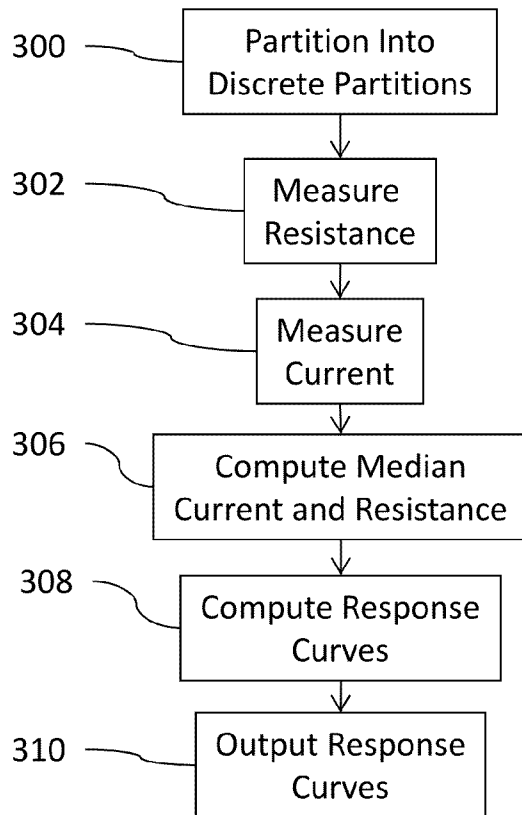 300
Partition Into
Discrete Partitions
302
Measure
Resistance
304
Measure
Current
306
Compute Median
Current and Resistance
308
Compute Response
Curves
310
Output Response
Curves